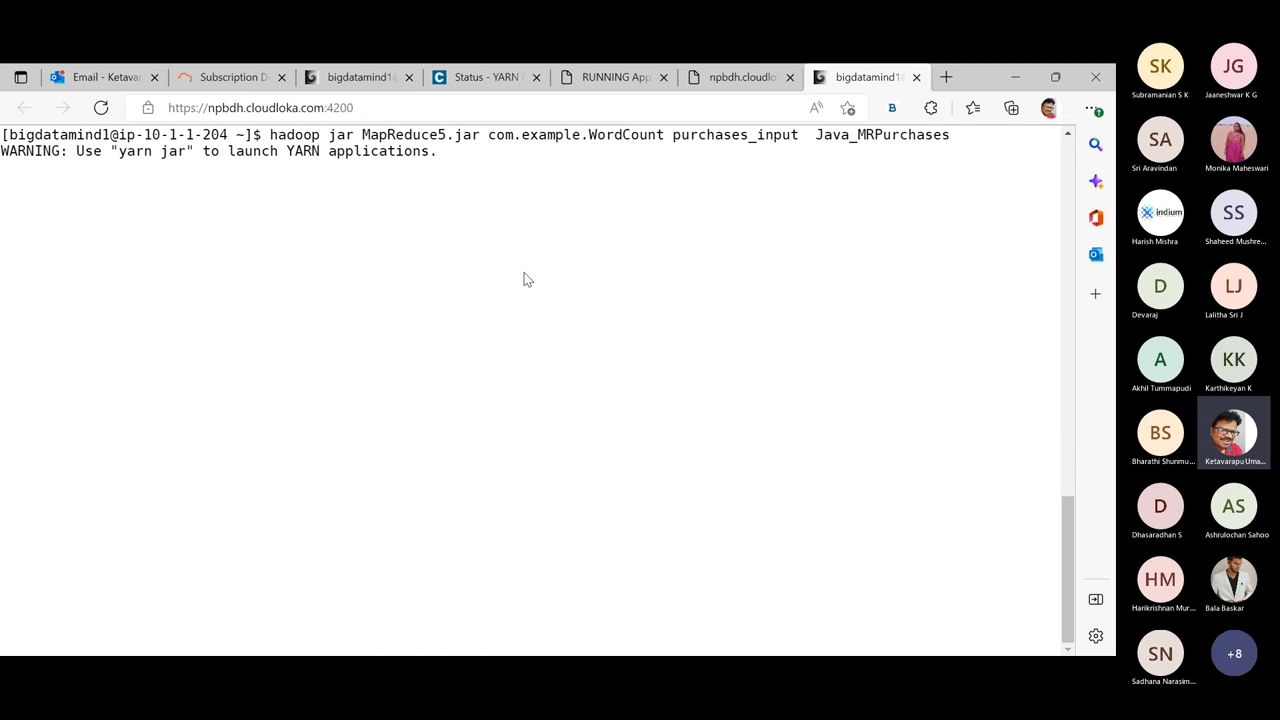 Email - Ketava
Subscription D
bigdatamind1
Status - YARN
RUNNING App
npbdh.cloudlo
bigdatamind1
https://npbdh.cloudloka.com:4200
[bigdatamind1@ip-10-1-1-204 ~]$ hadoop jar MapReduce5.jar com.example.WordCount purchases_input  Java_MRPurchases
WARNING: Use "yarn jar" to launch YARN applications.
SK
JG
Subramanian S K
Jaaneshwar K G
SA
Sri Aravindan
Monika Maheswari
indium
SS
Harish Mishra
Shaheed Mushre...
D
LJ
Devaraj
Lalitha Sri J
A
KK
Akhil Tummapudi
Karthikeyan K
BS
Bharathi Shunmu...
Ketavarapu Uma...
D
AS
Dhasaradhan S
Ashrulochan Sahoo
HM
Harikrishnan Mur...
Bala Baskar
SN
+8
Sadhana Narasim...